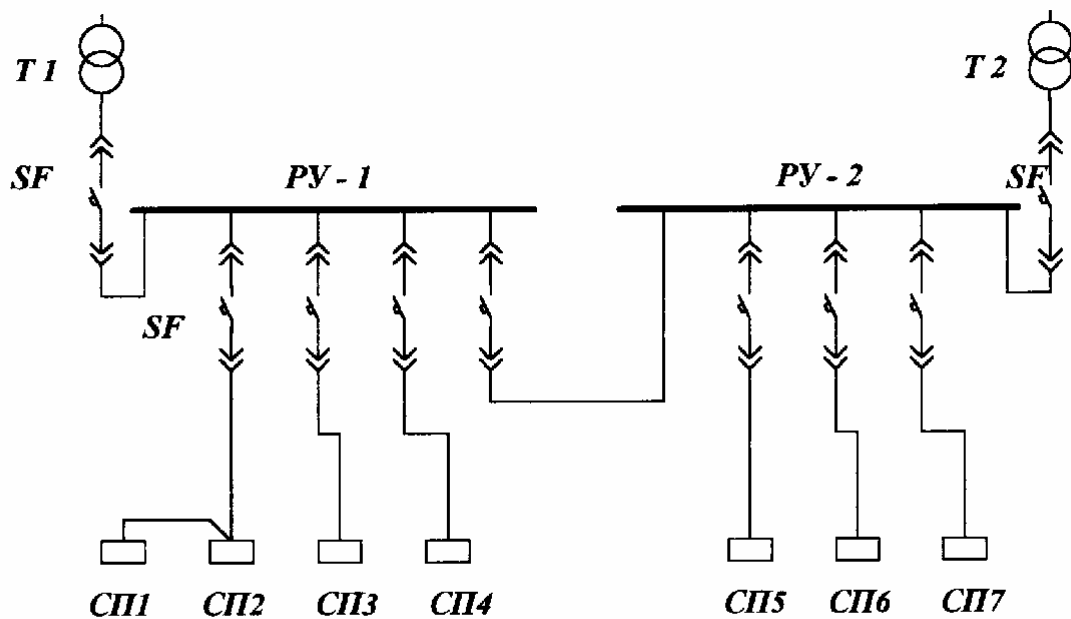 Т 1
Т 2
SF
РУ - 1
РУ - 2
SF
SF
СП1 СП2 СП3 СП4 СП5 СП6 СП7